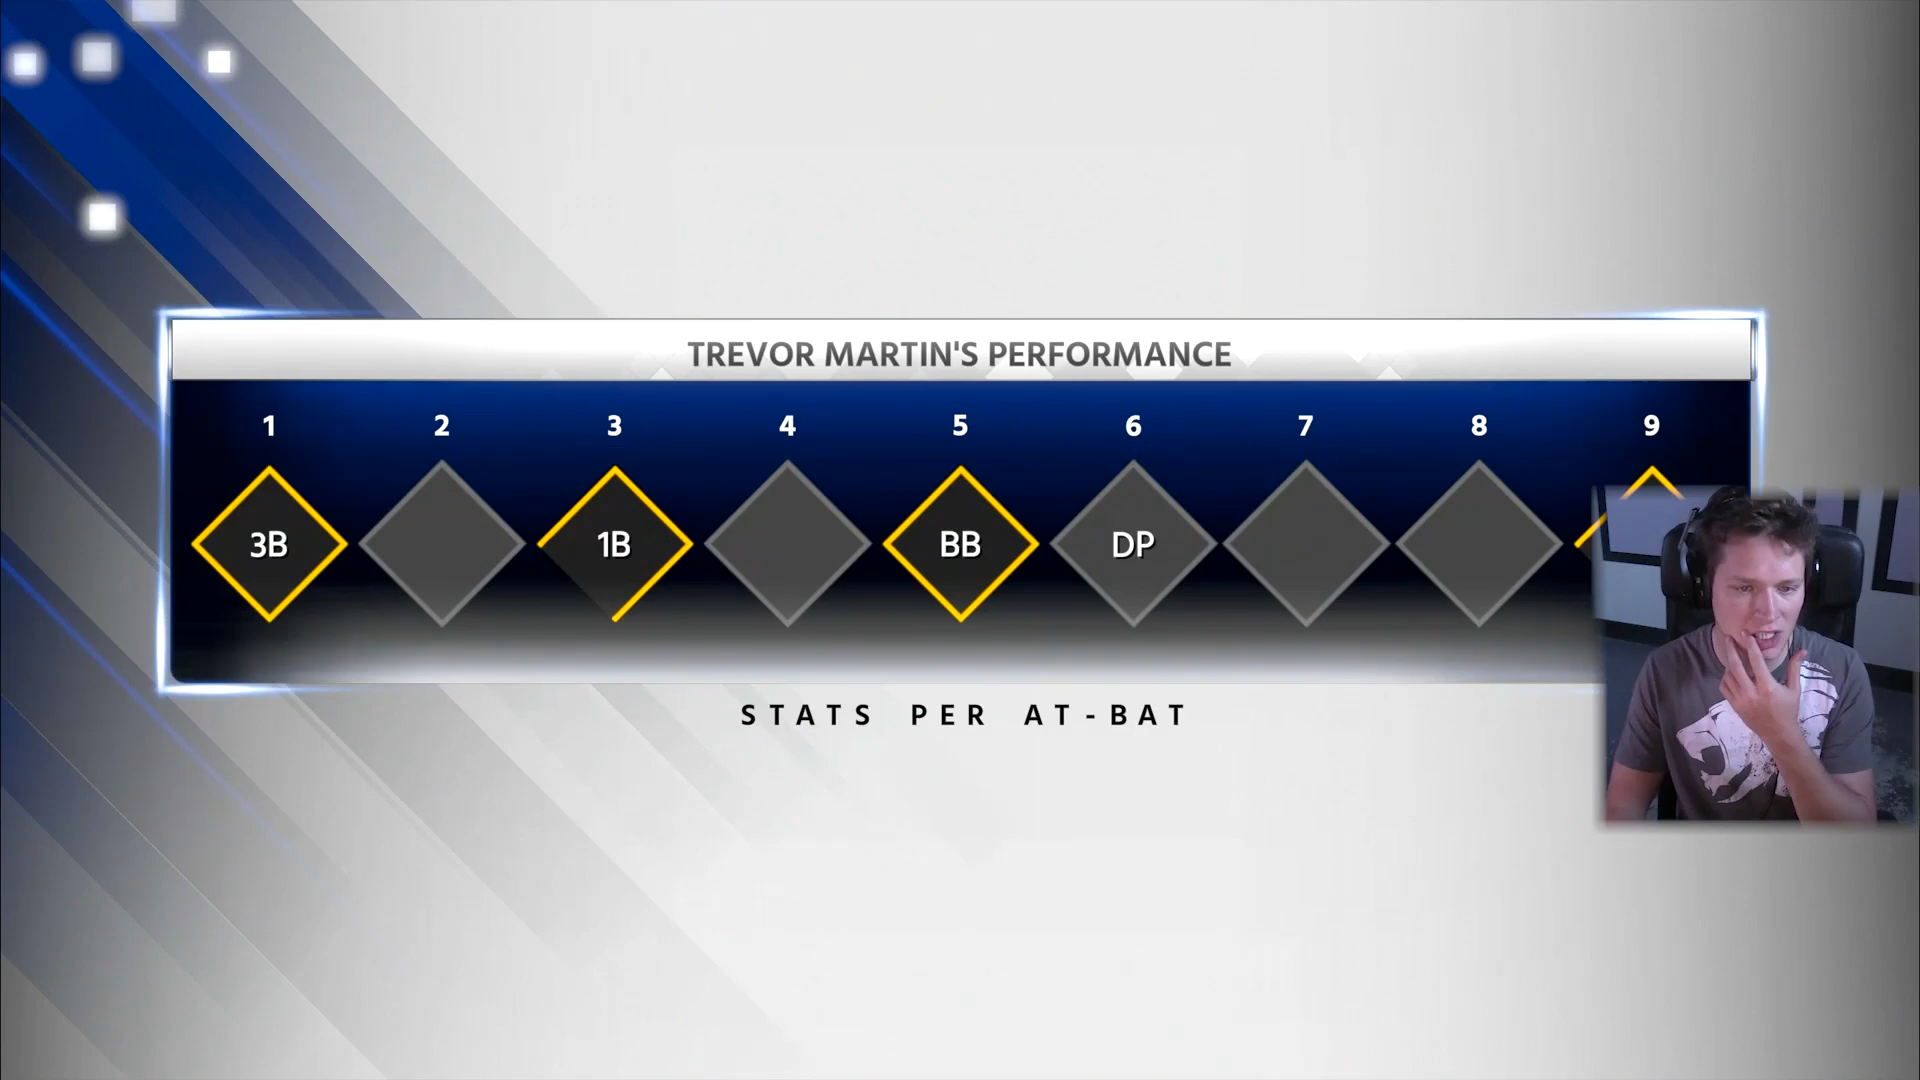 TREVOR MARTIN'S PERFORMANCE
1 2 3 4 5 6 7 8 9
3B 1B BB DP
STATS PER AT-BAT